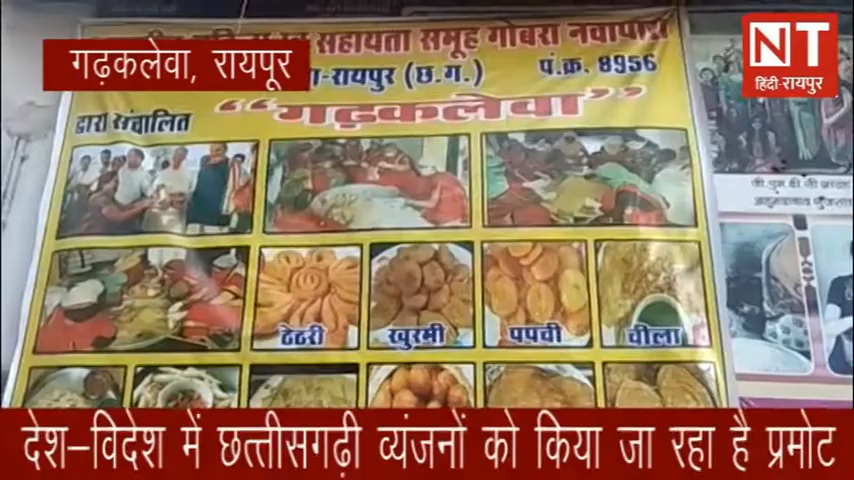 गढ़कलेवा, रायपूर
NT
हिंदी-रायपूर
सहायता समूह गोबरा नवापारा
रायपुर (छ.ग.) पं.क्र. 8956
द्वारा संचालित
“गढ़कलेवा”
ठेठरी
खुरमी
पपची
चीला
देश-विदेश में छत्तीसगढ़ी व्यंजनों को किया जा रहा है प्रमोट